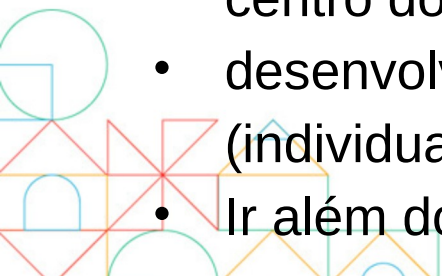 centro do
• desenvolv
(individua
• Ir além do